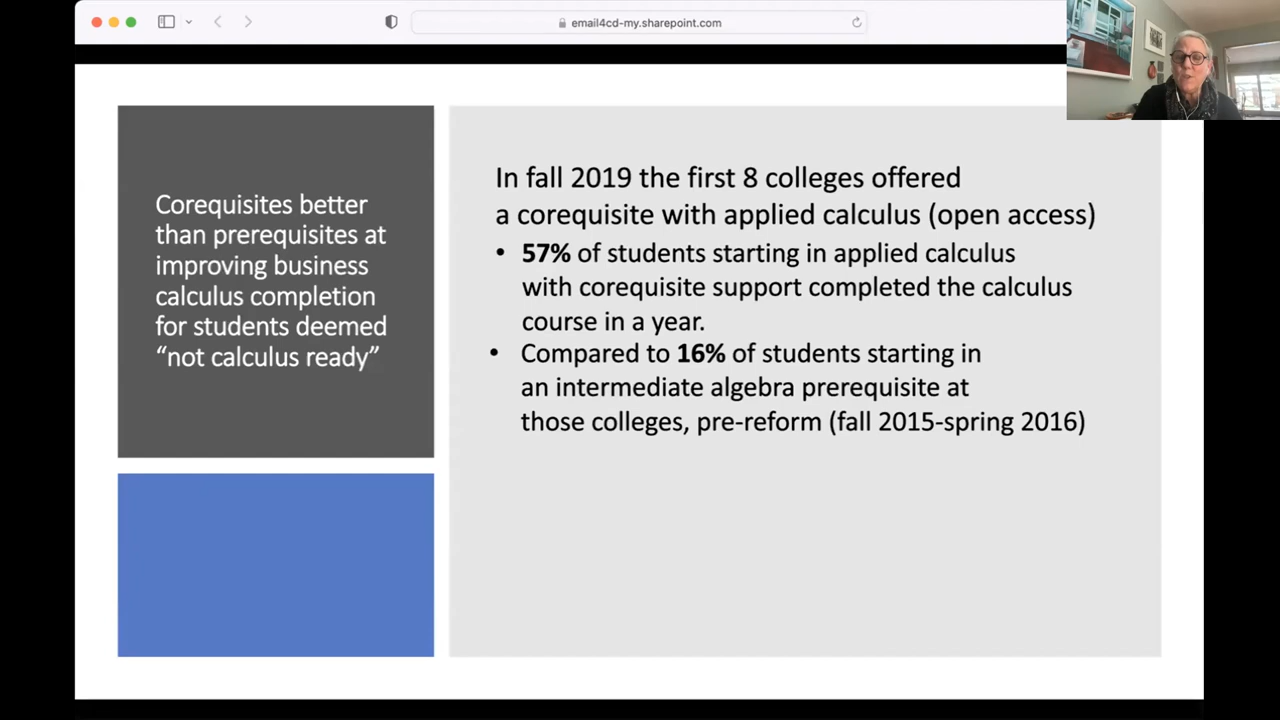 email4cd-my.sharepoint.com
Corequisites better
than prerequisites at
improving business
calculus completion
for students deemed
“not calculus ready”
In fall 2019 the first 8 colleges offered
a corequisite with applied calculus (open access)
• 57% of students starting in applied calculus
with corequisite support completed the calculus
course in a year.
• Compared to 16% of students starting in
an intermediate algebra prerequisite at
those colleges, pre-reform (fall 2015-spring 2016)